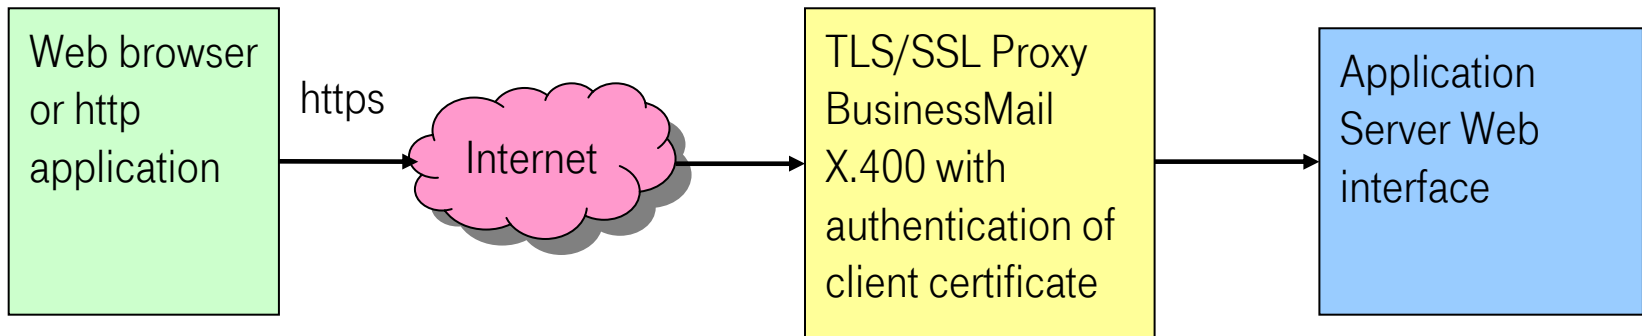 Web browser
or http
application
https
Internet
TLS/SSL Proxy
BusinessMail
X.400 with
authentication of
client certificate
Application
Server Web
interface